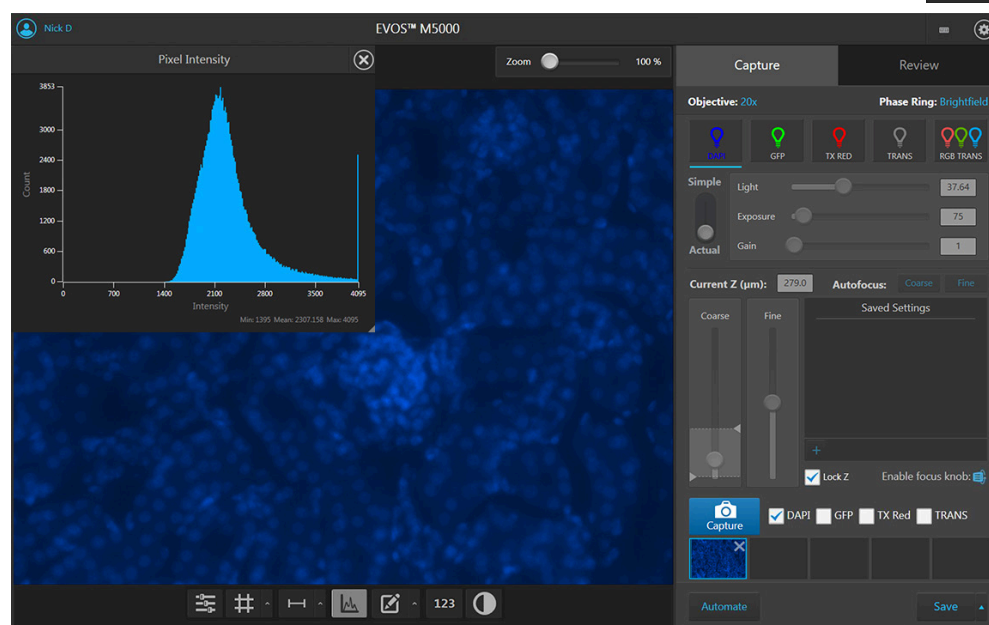 Nick D
EVOS™ M5000
Pixel Intensity
Zoom
100 %
Capture
Review
3853
3000
2400
1800
1200
600
0
Count
0 700 1400 2100 2800 3500 4095
Intensity
Min: 1395 Mean: 2307.158 Max: 4095
Objective: 20x
Phase Ring: Brightfield
DAPI
GFP
TX RED
TRANS
RGB TRANS
Simple
Actual
Light
37.64
Exposure
75
Gain
1
Current Z (µm): 279.0
Autofocus: Coarse Fine
Coarse
Fine
Saved Settings
+
Lock Z
Enable focus knob:
Capture
DAPI
GFP
TX Red
TRANS
123
Automate
Save